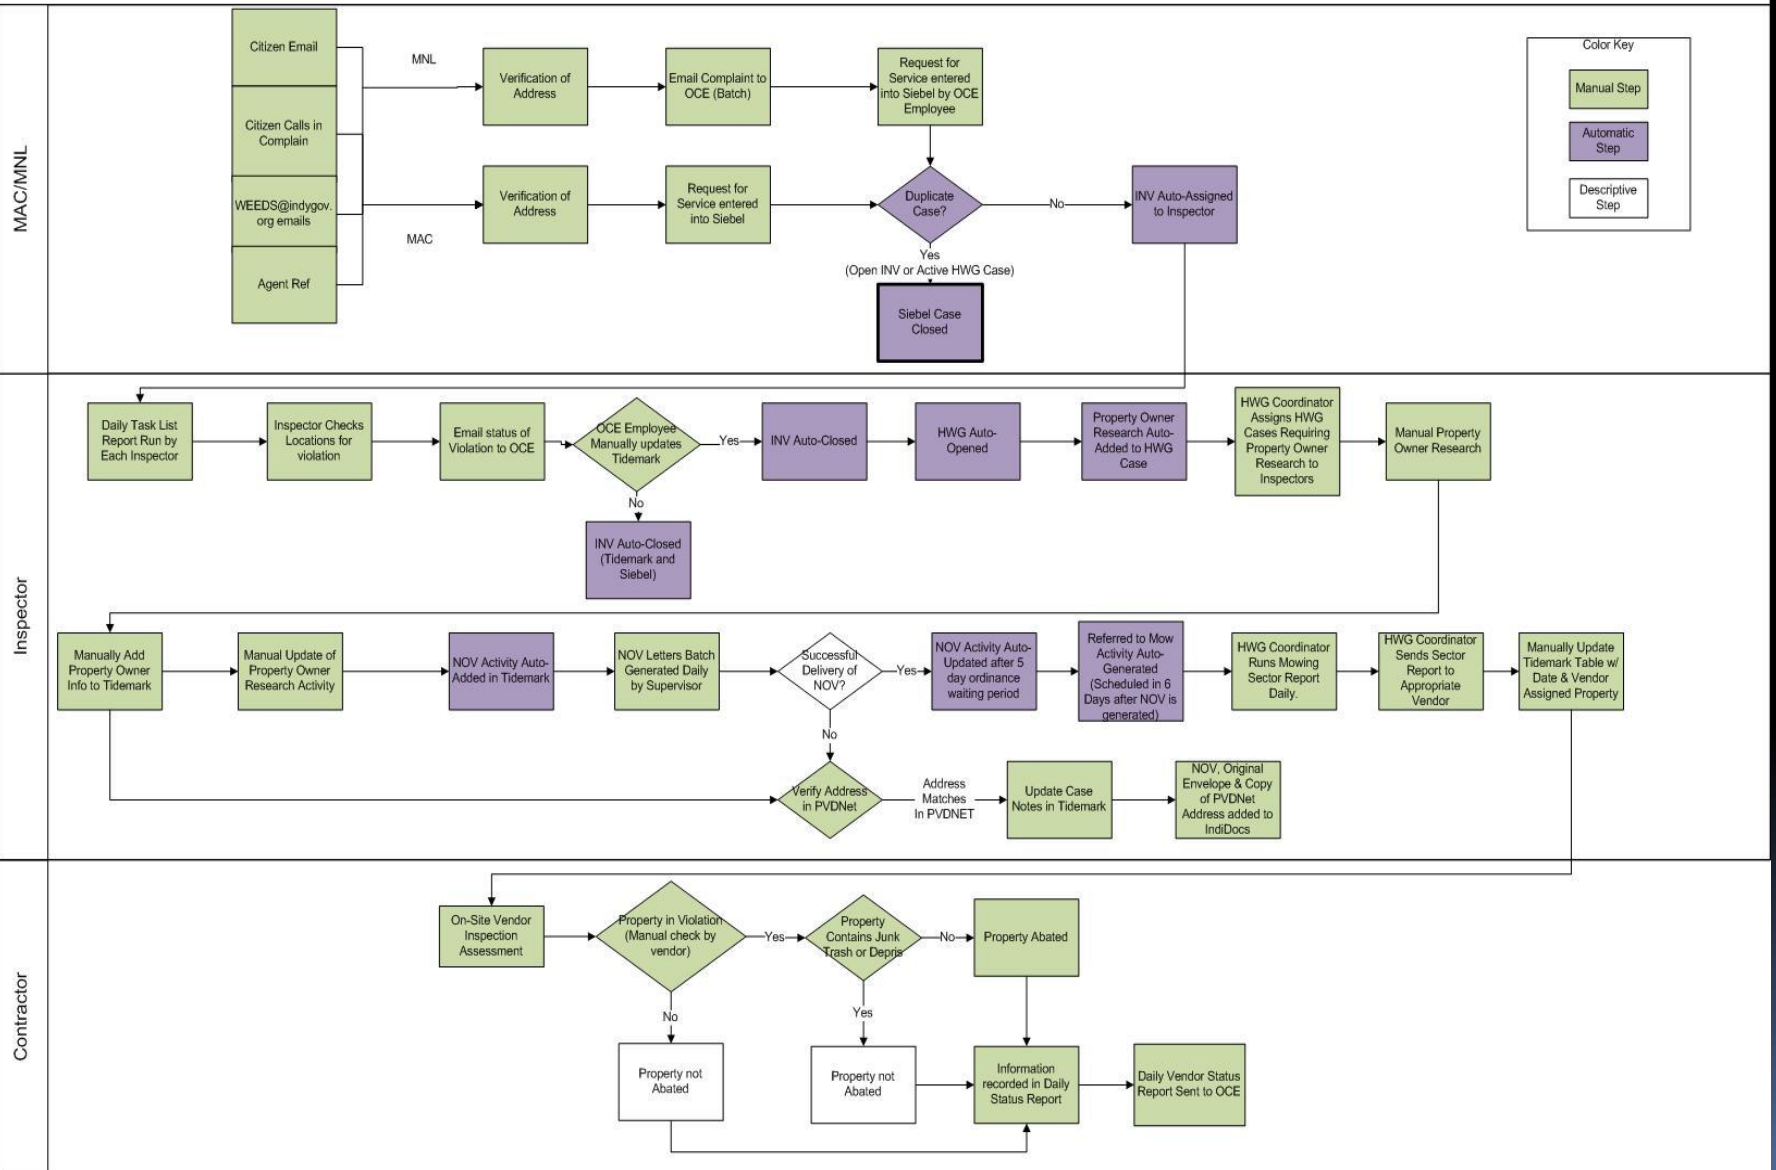 MAC/MNL
Citizen Email
Citizen Calls in
Complain
WEEDS@indygov.
org emails
Agent Ref
MNL
MAC
Verification of
Address
Email Complaint to
OCE (Batch)
Request for
Service entered
into Siebel by OCE
Employee
Verification of
Address
Request for
Service entered
into Siebel
Duplicate
Case?
No
INV Auto-Assigned
to Inspector
Yes
(Open INV or Active HWG Case)
Siebel Case
Closed
Color Key
Manual Step
Automatic
Step
Descriptive
Step
Inspector
Daily Task List
Report Run by
Each Inspector
Inspector Checks
Locations for
violation
Email status of
Violation to OCE
OCE Employee
Manually updates
Tidemark
Yes
INV Auto-Closed
HWG Auto-
Opened
Property Owner
Research Auto-
Added to HWG
Case
HWG Coordinator
Assigns HWG
Cases Requiring
Property Owner
Research to
Inspectors
Manual Property
Owner Research
No
INV Auto-Closed
(Tidemark and
Siebel)
Manually Add
Property Owner
Info to Tidemark
Manual Update of
Property Owner
Research Activity
NOV Activity Auto-
Added in Tidemark
NOV Letters Batch
Generated Daily
by Supervisor
Successful
Delivery of
NOV?
Yes
NOV Activity Auto-
Updated after 5
day ordinance
waiting period
Referred to Mow
Activity Auto-
Generated
(Scheduled in 6
Days after NOV is
generated)
HWG Coordinator
Runs Mowing
Sector Report
Daily.
HWG Coordinator
Sends Sector
Report to
Appropriate
Vendor
Manually Update
Tidemark Table w/
Date & Vendor
Assigned Property
No
Verify Address
in PVDNet
Address
Matches
In PVDNET
Update Case
Notes in Tidemark
NOV, Original
Envelope & Copy
of PVDNet
Address added to
IndiDocs
Contractor
On-Site Vendor
Inspection
Assessment
Property in Violation
(Manual check by
vendor)
Yes
Property
Contains Junk
Trash or Depris
No
Property Abated
No
Yes
Property not
Abated
Property not
Abated
Information
recorded in Daily
Status Report
Daily Vendor Status
Report Sent to OCE